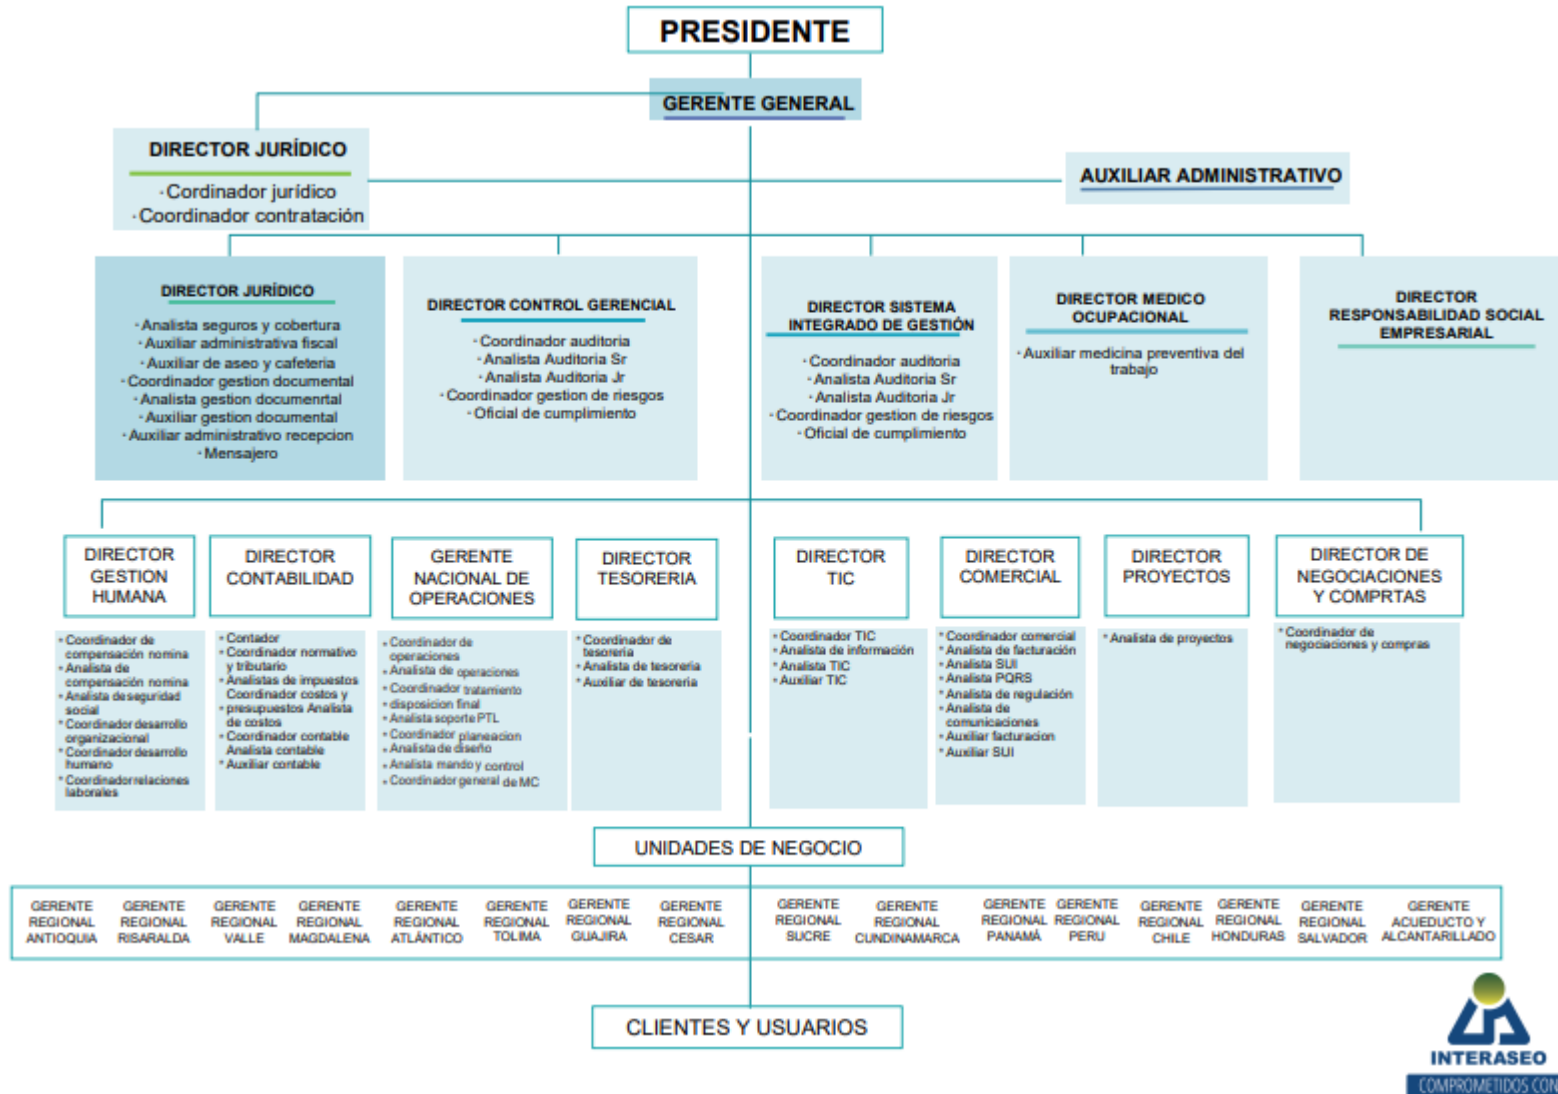 PRESIDENTE
GERENTE GENERAL
DIRECTOR JURÍDICO
·Cordinador jurídico
·Coordinador contratación
AUXILIAR ADMINISTRATIVO
DIRECTOR JURÍDICO
·Analista seguros y cobertura
·Auxiliar administrativa fiscal
·Auxiliar de aseo y cafeteria
·Coordinador gestion documental
·Analista gestion documenrtal
·Auxiliar gestion documental
·Auxiliar administrativo recepcion
·Mensajero
DIRECTOR CONTROL GERENCIAL
·Coordinador auditoria
·Analista Auditoria Sr
·Analista Auditoria Jr
·Coordinador gestion de riesgos
·Oficial de cumplimiento
DIRECTOR SISTEMA
INTEGRADO DE GESTIÓN
·Coordinador auditoria
·Analista Auditoria Sr
·Analista Auditoria Jr
·Coordinador gestion de riesgos
·Oficial de cumplimiento
DIRECTOR MEDICO
OCUPACIONAL
·Auxiliar medicina preventiva del
trabajo
DIRECTOR
RESPONSABILIDAD SOCIAL
EMPRESARIAL
DIRECTOR
GESTION
HUMANA
* Coordinador de
compensación nomina
* Analista de
compensación nomina
* Analista de seguridad
social
* Coordinador desarrollo
organizacional
* Coordinador desarrollo
humano
* Coordinador relaciones
laborales
DIRECTOR
CONTABILIDAD
* Contador
* Coordinador normativo
y tributario
* Analistas de impuestos
Coordinador costos y
* presupuestos Analista
de costos
* Coordinador contable
Analista contable
* Auxiliar contable
GERENTE
NACIONAL DE
OPERACIONES
* Coordinador de
operaciones
* Analista de operaciones
* Coordinador tratamiento
* disposicion final
* Analista soporte PTL
* Coordinador planeacion
* Analista de diseño
* Analista mando y control
* Coordinador general de MC
DIRECTOR
TESORERIA
* Coordinador de
tesoreria
* Analista de tesoreria
* Auxiliar de tesoreria
DIRECTOR
TIC
* Coordinador TIC
* Analista de información
* Analista TIC
* Auxiliar TIC
DIRECTOR
COMERCIAL
* Coordinador comercial
* Analista de facturación
* Analista SUI
* Analista PQRS
* Analista de regulación
* Analista de
comunicaciones
* Auxiliar facturacion
* Auxiliar SUI
DIRECTOR
PROYECTOS
* Analista de proyectos
DIRECTOR DE
NEGOCIACIONES
Y COMPRTAS
* Coordinador de
negociaciones y compras
UNIDADES DE NEGOCIO
GERENTE
REGIONAL
ANTIOQUIA
GERENTE
REGIONAL
RISARALDA
GERENTE
REGIONAL
VALLE
GERENTE
REGIONAL
MAGDALENA
GERENTE
REGIONAL
ATLÁNTICO
GERENTE
REGIONAL
TOLIMA
GERENTE
REGIONAL
GUAJIRA
GERENTE
REGIONAL
CESAR
GERENTE
REGIONAL
SUCRE
GERENTE
REGIONAL
CUNDINAMARCA
GERENTE
REGIONAL
PANAMÁ
GERENTE
REGIONAL
PERU
GERENTE
REGIONAL
CHILE
GERENTE
REGIONAL
HONDURAS
GERENTE
REGIONAL
SALVADOR
GERENTE
ACUEDUCTO Y
ALCANTARILLADO
CLIENTES Y USUARIOS
INTERASEO
COMPROMETIDOS CON